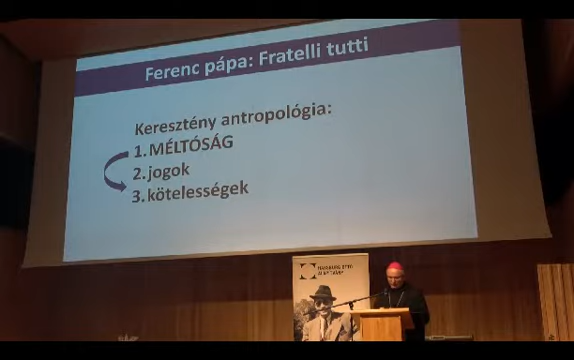 Ferenc pápa: Fratelli tutti
Keresztény antropológia:
1. MÉLTÓSÁG
2. jogok
3. kötelességek